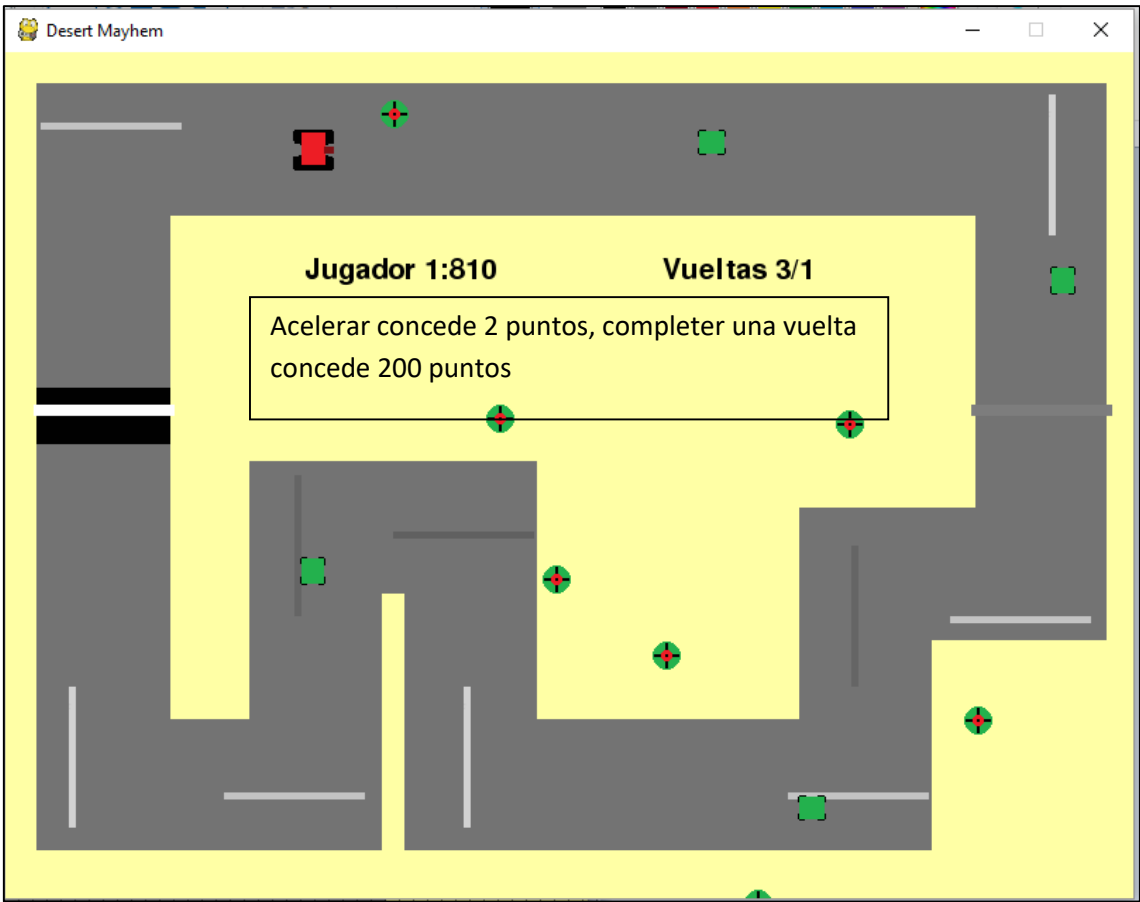 Desert Mayhem
Jugador 1:810
Vueltas 3/1
Acelerar concede 2 puntos, completer una vuelta
concede 200 puntos